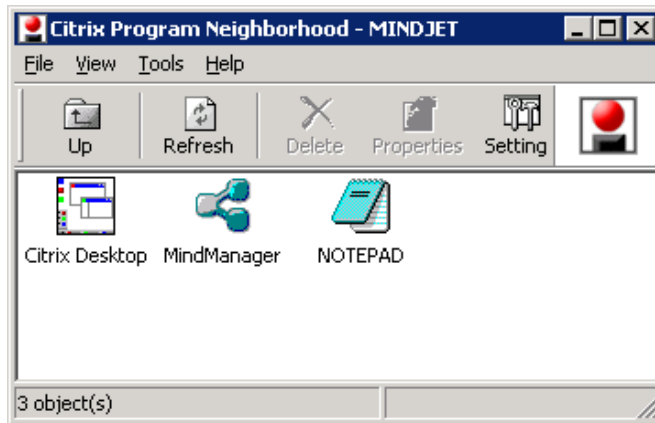 Citrix Program Neighborhood - MINDJET
File View Tools Help
Up Refresh Delete Properties Setting
Citrix Desktop MindManager NOTEPAD
3 object(s)